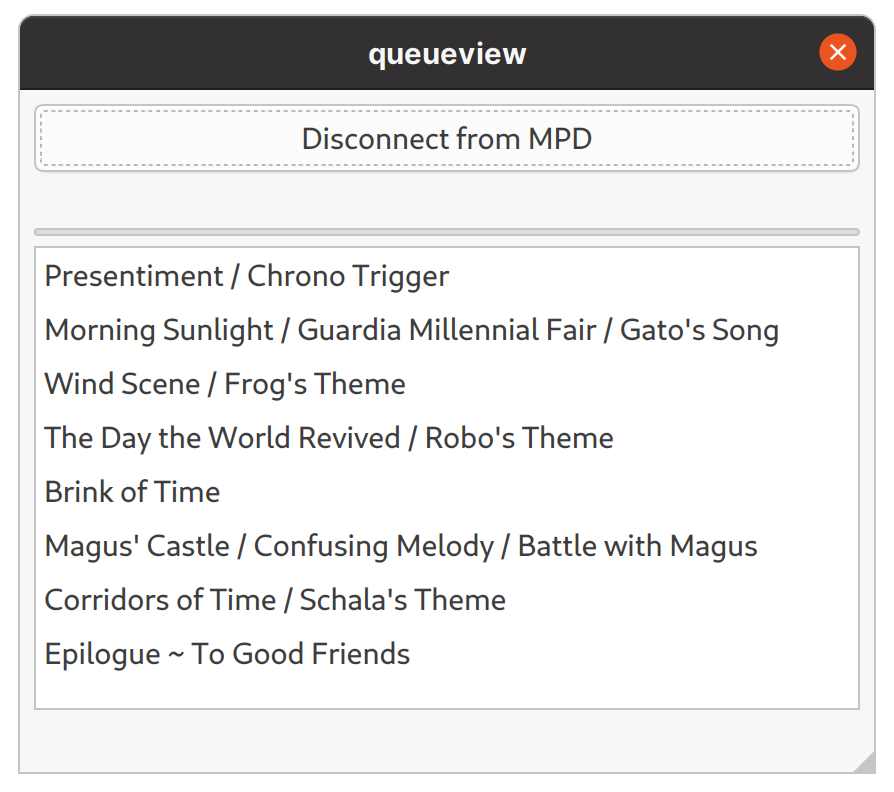 queueview
Disconnect from MPD
Presentiment / Chrono Trigger
Morning Sunlight / Guardia Millennial Fair / Gato's Song
Wind Scene / Frog's Theme
The Day the World Revived / Robo's Theme
Brink of Time
Magus' Castle / Confusing Melody / Battle with Magus
Corridors of Time / Schala's Theme
Epilogue ~ To Good Friends